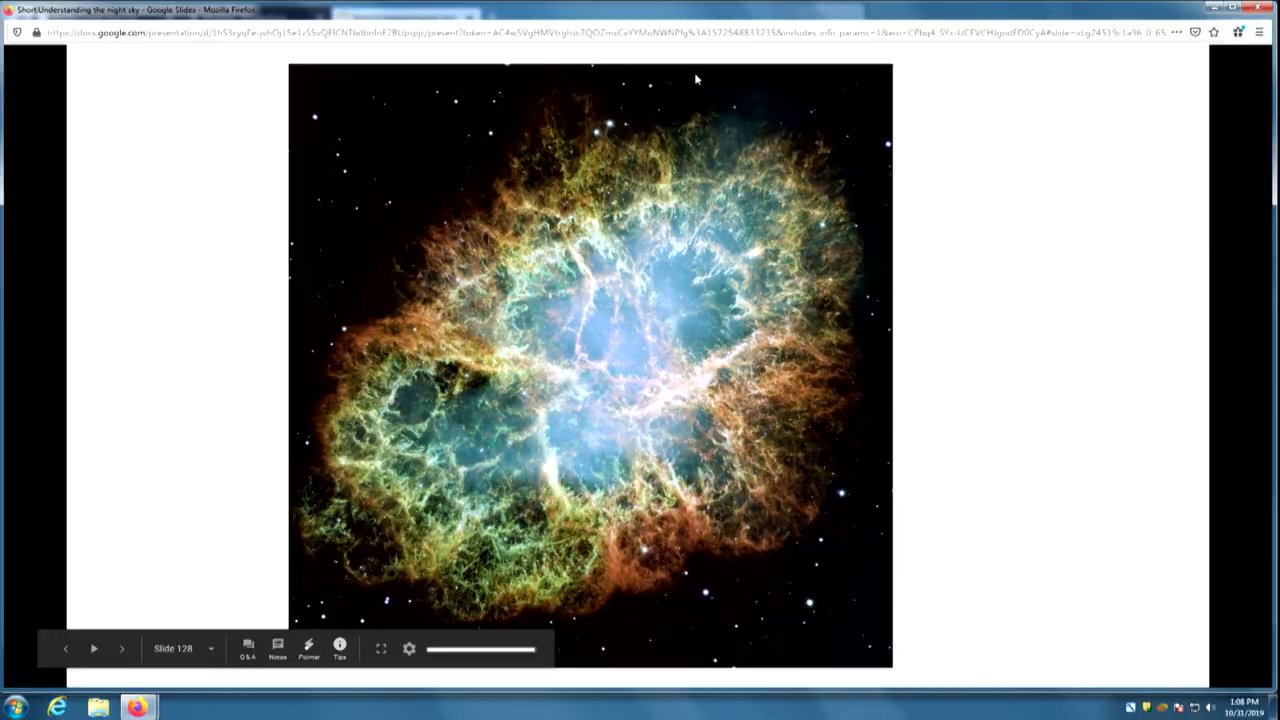 Short:Understanding the night sky - Google Slides - Mozilla Firefox
Slide 128
Q & A
Notes
Pointer
Tips
1:08 PM
10/31/2019